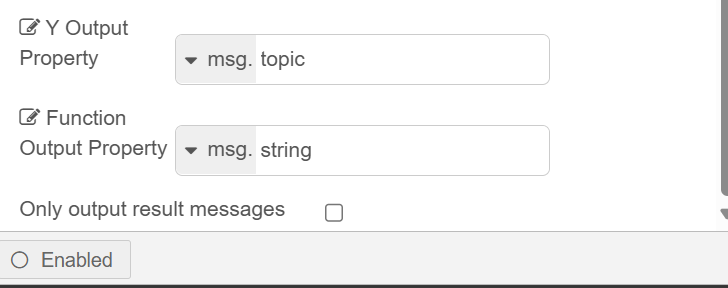 Y Output
Property
msg. topic
Function
Output Property
msg. string
Only output result messages
Enabled